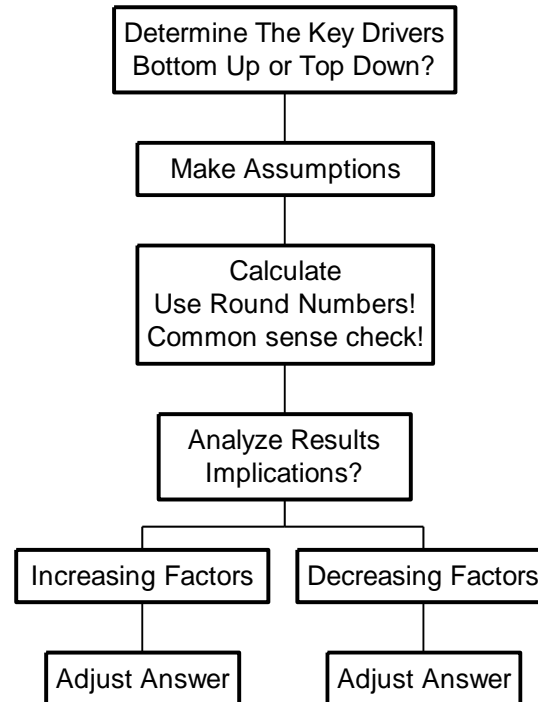 Determine The Key Drivers
Bottom Up or Top Down?
Make Assumptions
Calculate
Use Round Numbers!
Common sense check!
Analyze Results
Implications?
Increasing Factors
Decreasing Factors
Adjust Answer
Adjust Answer